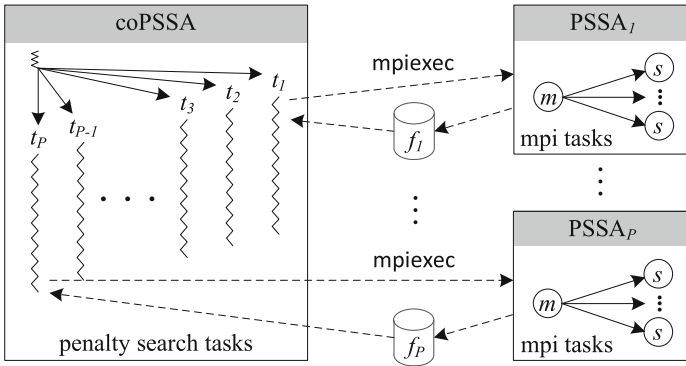 coPSSA
t1
t2
t3
tP-1
tP
. . .
penalty search tasks
mpiexec
f1
mpiexec
fP
PSSA1
m
s
s
mpi tasks
PSSAP
m
s
s
mpi tasks